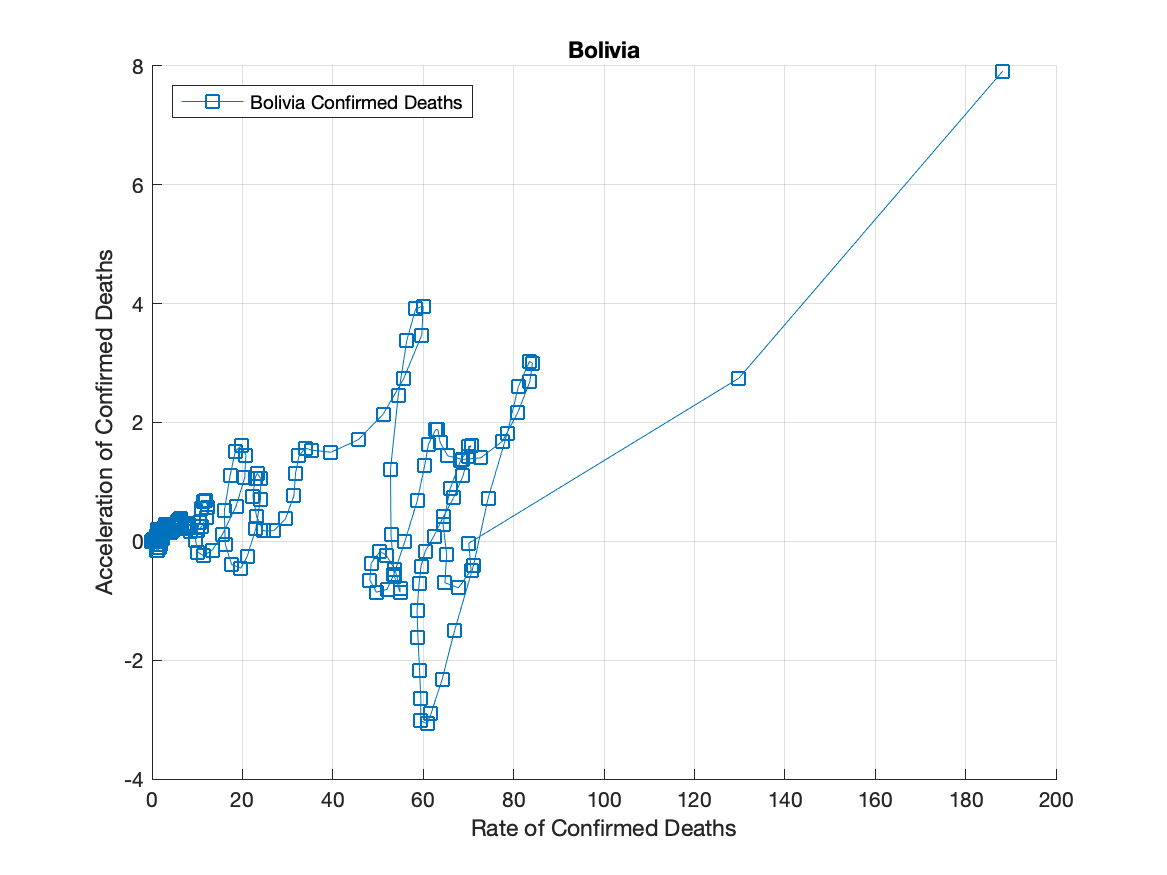 Bolivia
Bolivia Confirmed Deaths
8
6
4
2
0
-2
-4
Acceleration of Confirmed Deaths
0 20 40 60 80 100 120 140 160 180 200
Rate of Confirmed Deaths